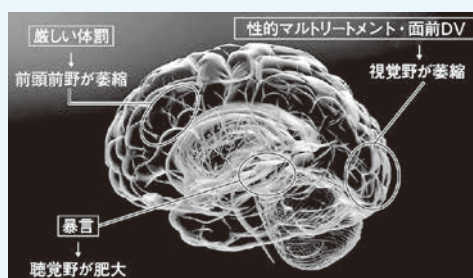 厳しい体罰
↓
前頭前野が萎縮
性的マルトリートメント・面前DV
↓
視覚野が萎縮
暴言
↓
聴覚野が肥大